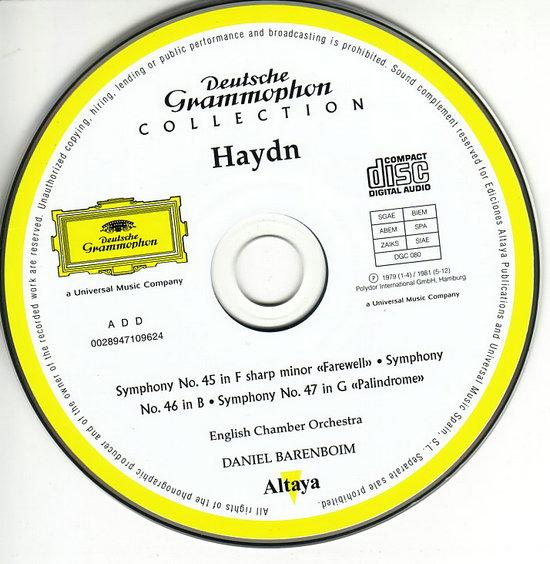 Deutsche
Grammophon
COLLECTION
Haydn
COMPACT
disc
DIGITAL AUDIO
Deutsche
Grammophon
a Universal Music Company
SGAE BIEM
ABEM SPA
ZAIKS SIAE
DGC 080
℗ 1979 (1-4) / 1981 (5-12)
Polydor International GmbH, Hamburg
a Universal Music Company
A D D
0028947109624
Symphony No. 45 in F sharp minor «Farewell» • Symphony
No. 46 in B • Symphony No. 47 in G «Palindrome»
English Chamber Orchestra
DANIEL BARENBOIM
Altaya
All rights of the phonographic producer and of the owner of the recorded work are reserved. Unauthorized copying, hiring, lending or public performance and broadcasting is prohibited. Sound complement reserved for Ediciones Altaya Publications and Universal Music Spain, S.L. Separate sale prohibited.